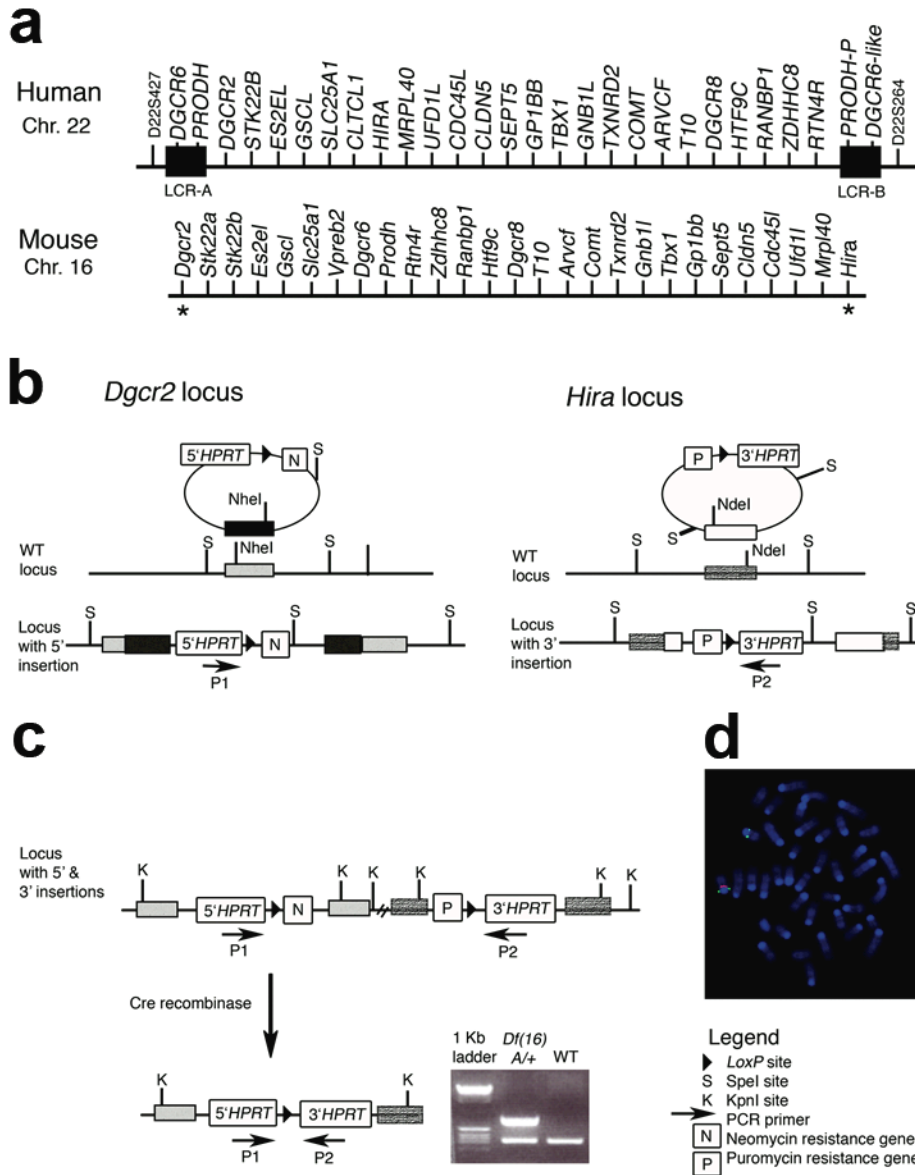 a
Human
Chr. 22
D22S427
DGCR6
PRODH
DGCR2
STK22B
ES2EL
GSCL
SLC25A1
CLTCL1
HIRA
MRPL40
UFD1L
CDC45L
CLDN5
SEPT5
GP1BB
TBX1
GNB1L
TXNRD2
COMT
ARVCF
T10
DGCR8
HTF9C
RANBP1
ZDHHC8
RTN4R
PRODH-P
DGCR6-like
D22S264
LCR-A
LCR-B
Mouse
Chr. 16
Dgcr2
Stk22a
Stk22b
Es2el
Gscl
Slc25a1
Vpreb2
Dgcr6
Prodh
Rtn4r
Zdhhc8
Ranbp1
Htf9c
Dgcr8
T10
Arvcf
Comt
Txnrd2
Gnb1l
Tbx1
Gp1bb
Sept5
Cldn5
Cdc45l
Ufd1l
Mrpl40
Hira
* *
b
Dgcr2 locus
Hira locus
5'HPRT N S
NheI
P 3'HPRT S
NdeI
S
WT
locus
S NheI S
WT
locus
S NdeI S
Locus
with 5'
insertion
S 5'HPRT N S S
P1
Locus
with 3'
insertion
S P 3'HPRT S S
P2
c
Locus
with 5' &
3' insertions
K 5'HPRT N K K K P 3'HPRT K K
P1 P2
Cre recombinase
K 5'HPRT 3'HPRT K
P1 P2
1 Kb
ladder
Df(16)
A/+
WT
d
Legend
LoxP site
S SpeI site
K KpnI site
PCR primer
N Neomycin resistance gene
P Puromycin resistance gene